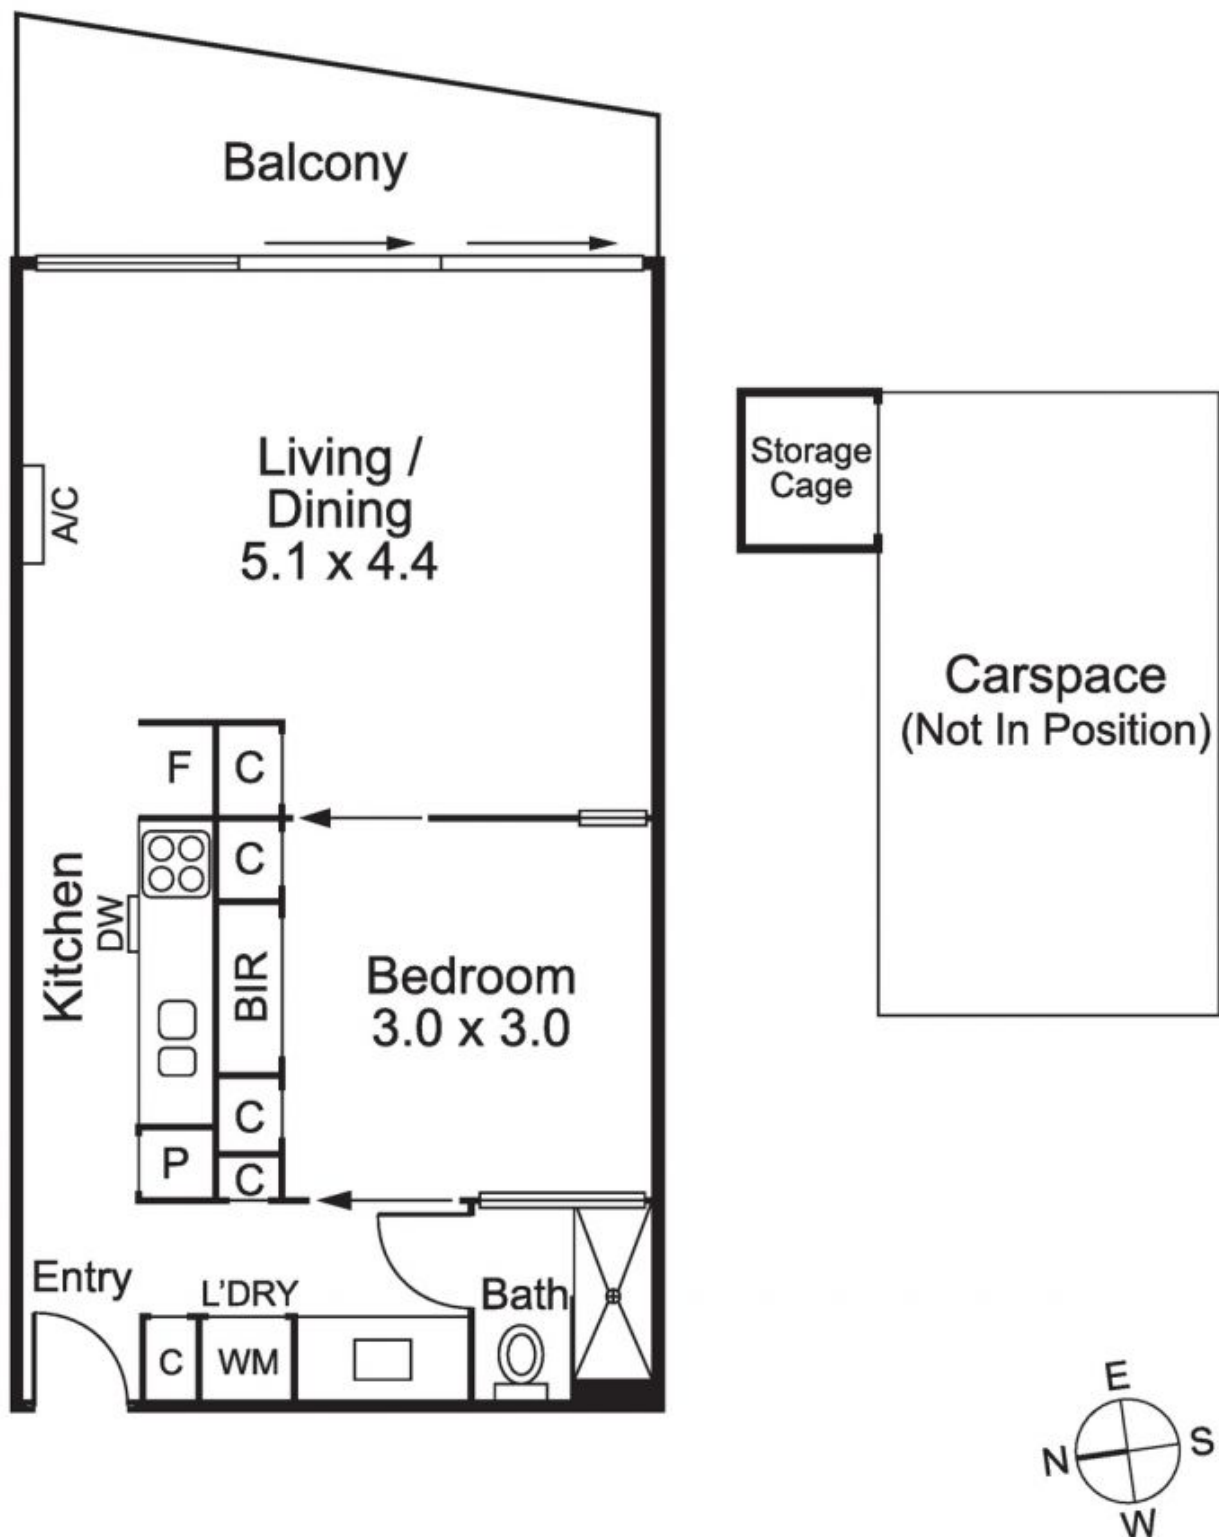 Balcony
Living /
Dining
5.1 x 4.4
A/C
Storage
Cage
Carspace
(Not In Position)
F
C
C
Kitchen
DW
BIR
Bedroom
3.0 x 3.0
C
P
C
Entry
L'DRY
Bath
C
WM
E
N
S
W